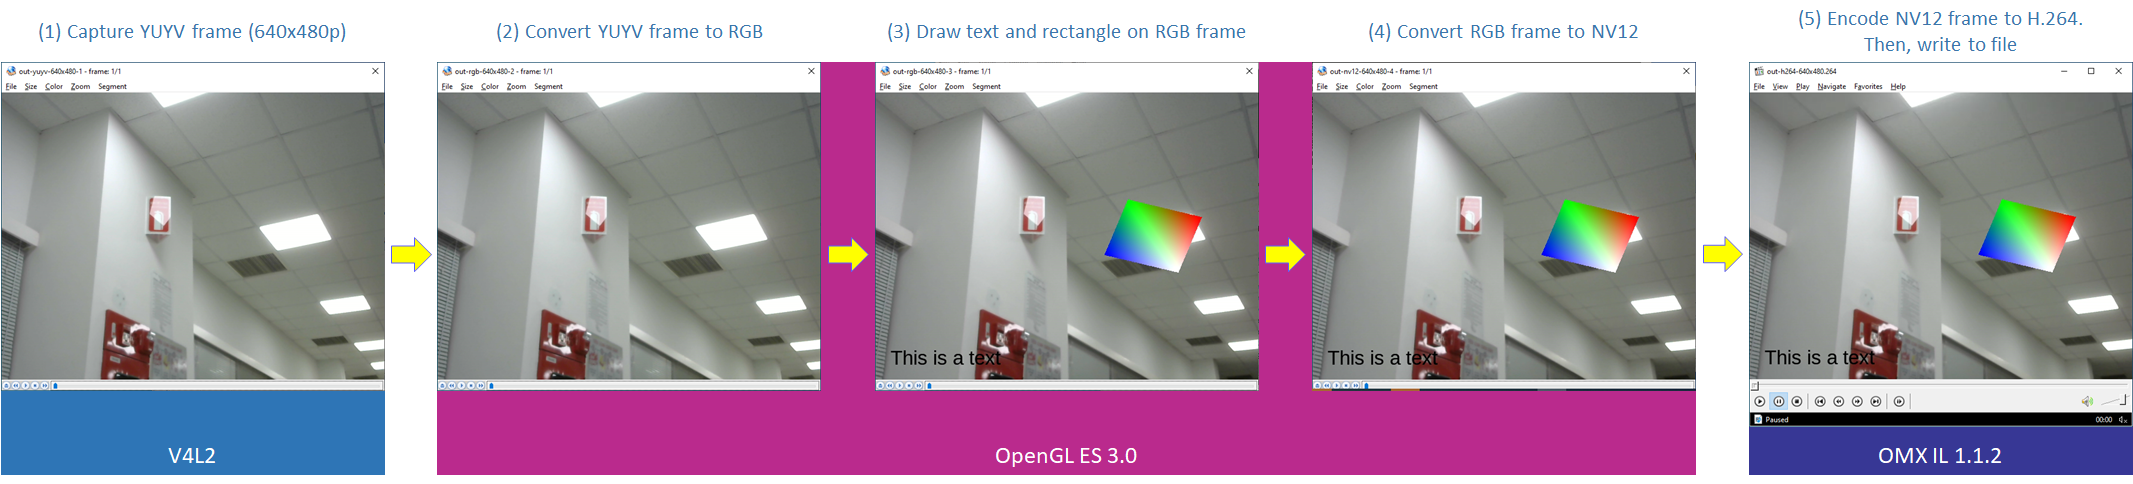 (1) Capture YUYV frame (640x480p)
(2) Convert YUYV frame to RGB
(3) Draw text and rectangle on RGB frame
(4) Convert RGB frame to NV12
(5) Encode NV12 frame to H.264.
Then, write to file
out-yuyv-640x480-1 - frame: 1/1
File Size Color Zoom Segment
out-rgb-640x480-2 - frame: 1/1
File Size Color Zoom Segment
out-rgb-640x480-3 - frame: 1/1
File Size Color Zoom Segment
This is a text
out-nv12-640x480-4 - frame: 1/1
File Size Color Zoom Segment
This is a text
out-h264-640x480.264
File View Play Navigate Favorites Help
This is a text
Paused
00:00
V4L2
OpenGL ES 3.0
OMX IL 1.1.2